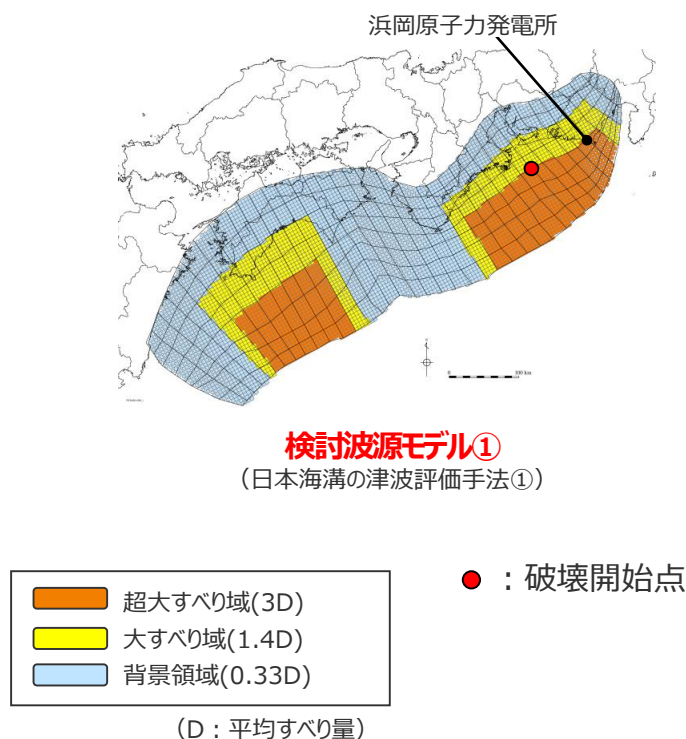 浜岡原子力発電所
0
100 km
検討波源モデル①
（日本海溝の津波評価手法①）
：破壊開始点
超大すべり域(3D)
大すべり域(1.4D)
背景領域(0.33D)
（D：平均すべり量）